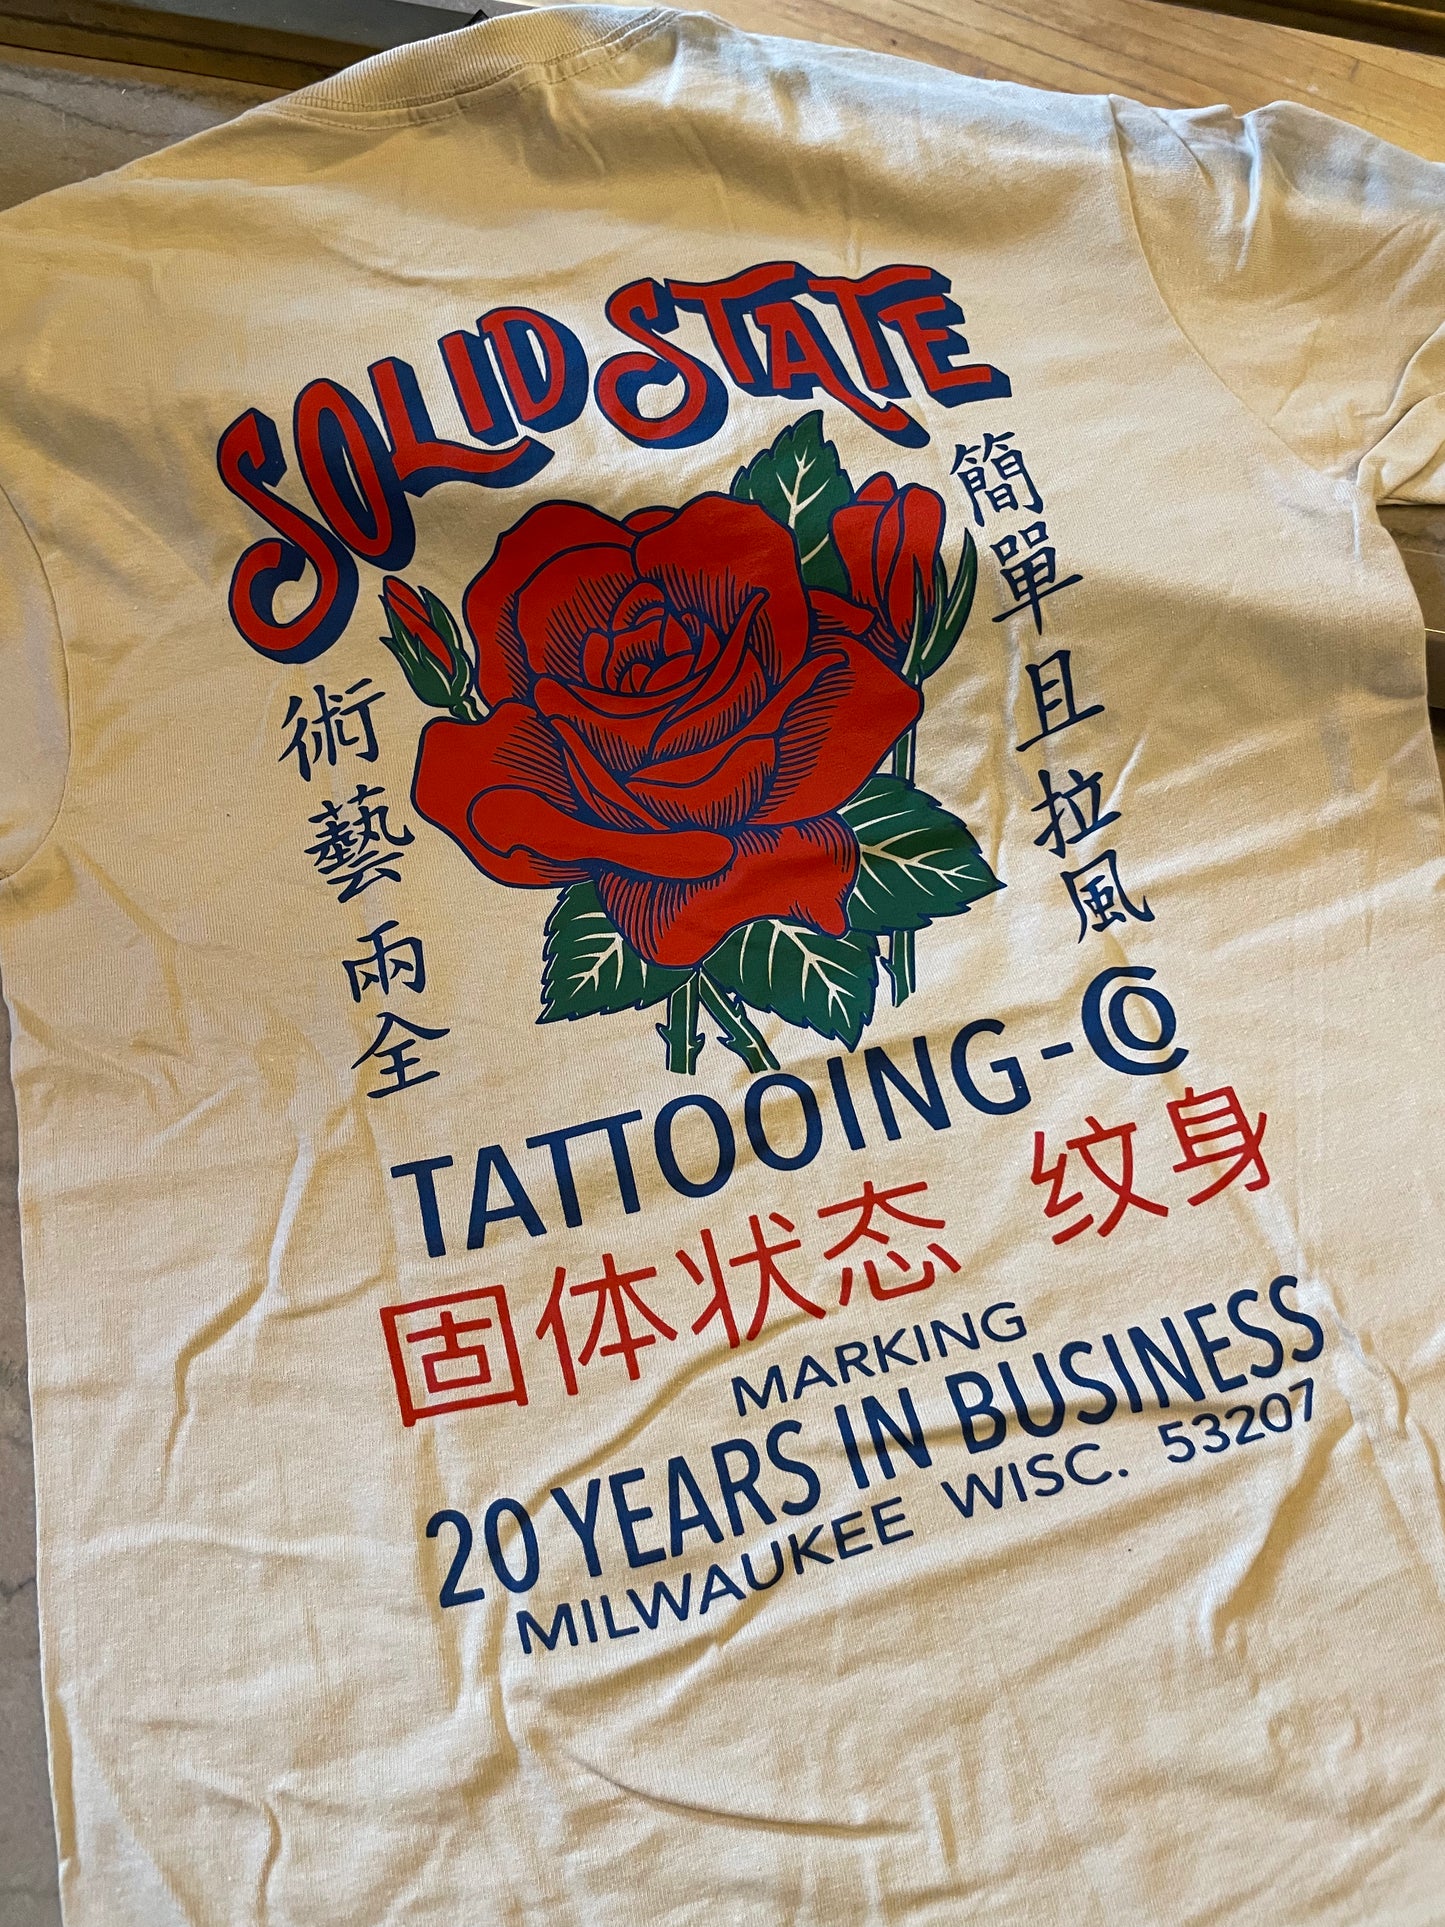 SOLID STATE
簡單且拉風
術藝兩全
TATTOOING-CO
固体状态 纹身
MARKING
20 YEARS IN BUSINESS
MILWAUKEE WISC. 53207